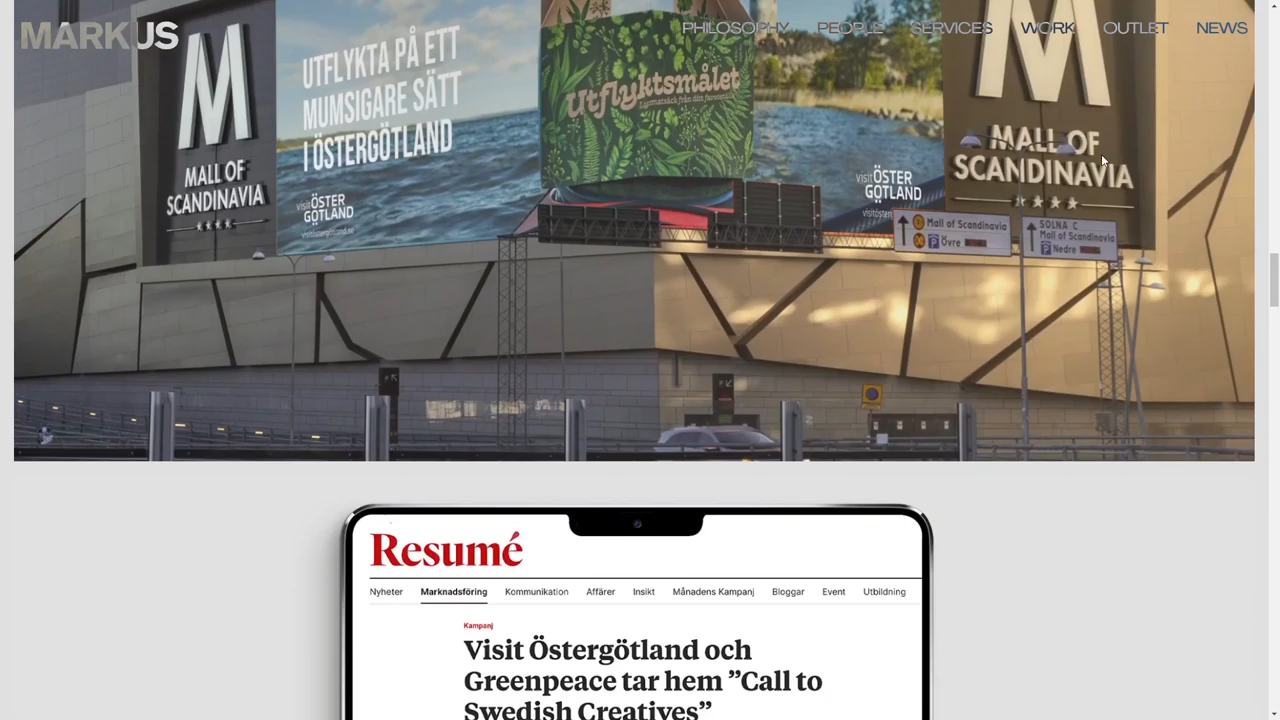 MARKUS
PHILOSOPHY PEOPLE SERVICES WORK OUTLET NEWS
M
MALL OF
SCANDINAVIA
UTFLYKTA PÅ ETT
MUMSIGARE SÄTT
I ÖSTERGÖTLAND
visit ÖSTER
GÖTLAND
visitostergotland.se
Utflyktsmålet
visit ÖSTER
GÖTLAND
M
MALL OF
SCANDINAVIA
Mall of Scandinavia
P Övre
SOLNA C
Mall of Scandinavia
P Nedre
Resumé
Nyheter Marknadsföring Kommunikation Affärer Insikt Månadens Kampanj Bloggar Event Utbildning
Kampanj
Visit Östergötland och
Greenpeace tar hem ”Call to
Swedish Creatives”